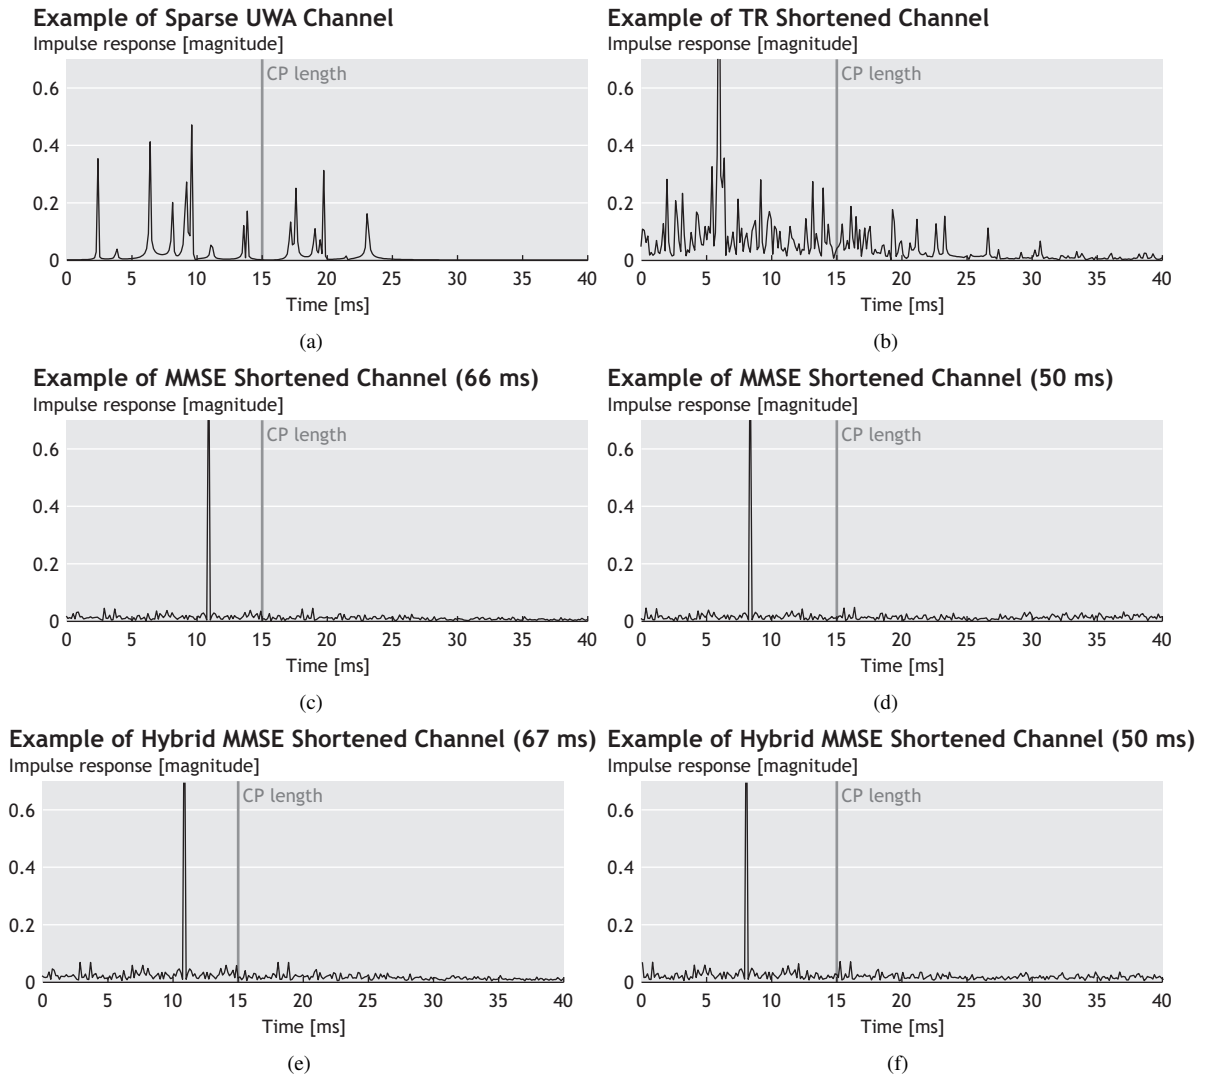 Example of Sparse UWA Channel
Impulse response [magnitude]
CP length
0.6
0.4
0.2
0
0 5 10 15 20 25 30 35 40
Time [ms]
(a)
Example of TR Shortened Channel
Impulse response [magnitude]
CP length
0.6
0.4
0.2
0
0 5 10 15 20 25 30 35 40
Time [ms]
(b)
Example of MMSE Shortened Channel (66 ms)
Impulse response [magnitude]
CP length
0.6
0.4
0.2
0
0 5 10 15 20 25 30 35 40
Time [ms]
(c)
Example of MMSE Shortened Channel (50 ms)
Impulse response [magnitude]
CP length
0.6
0.4
0.2
0
0 5 10 15 20 25 30 35 40
Time [ms]
(d)
Example of Hybrid MMSE Shortened Channel (67 ms)
Impulse response [magnitude]
CP length
0.6
0.4
0.2
0
0 5 10 15 20 25 30 35 40
Time [ms]
(e)
Example of Hybrid MMSE Shortened Channel (50 ms)
Impulse response [magnitude]
CP length
0.6
0.4
0.2
0
0 5 10 15 20 25 30 35 40
Time [ms]
(f)